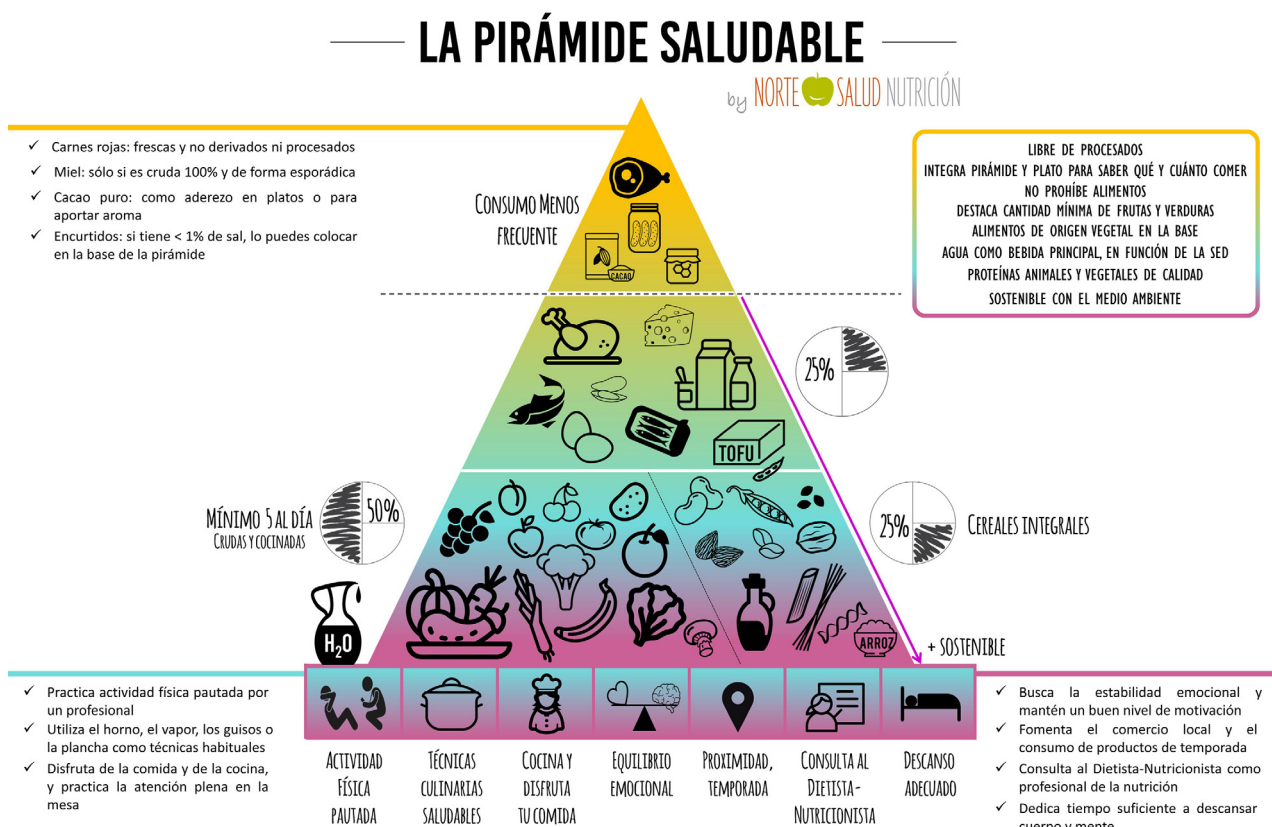 LA PIRÁMIDE SALUDABLE
by NORTE SALUD NUTRICIÓN
✓ Carnes rojas: frescas y no derivados ni procesados
✓ Miel: sólo si es cruda 100% y de forma esporádica
✓ Cacao puro: como aderezo en platos o para
aportar aroma
✓ Encurtidos: si tiene < 1% de sal, lo puedes colocar
en la base de la pirámide
CONSUMO MENOS
FRECUENTE
CACAO
LIBRE DE PROCESADOS
INTEGRA PIRÁMIDE Y PLATO PARA SABER QUÉ Y CUÁNTO COMER
NO PROHÍBE ALIMENTOS
DESTACA CANTIDAD MÍNIMA DE FRUTAS Y VERDURAS
ALIMENTOS DE ORIGEN VEGETAL EN LA BASE
AGUA COMO BEBIDA PRINCIPAL, EN FUNCIÓN DE LA SED
PROTEÍNAS ANIMALES Y VEGETALES DE CALIDAD
SOSTENIBLE CON EL MEDIO AMBIENTE
25%
TOFU
MÍNIMO 5 AL DÍA
CRUDAS Y COCINADAS
50%
25%
CEREALES INTEGRALES
H₂O
ARROZ
+ SOSTENIBLE
✓ Practica actividad física pautada por
un profesional
✓ Utiliza el horno, el vapor, los guisos o
la plancha como técnicas habituales
✓ Disfruta de la comida y de la cocina,
y practica la atención plena en la
mesa
ACTIVIDAD
FÍSICA
PAUTADA
TÉCNICAS
CULINARIAS
SALUDABLES
COCINA Y
DISFRUTA
TU COMIDA
EQUILIBRIO
EMOCIONAL
PROXIMIDAD,
TEMPORADA
CONSULTA AL
DIETISTA-
NUTRICIONISTA
DESCANSO
ADECUADO
✓ Busca la estabilidad emocional y
mantén un buen nivel de motivación
✓ Fomenta el comercio local y el
consumo de productos de temporada
✓ Consulta al Dietista-Nutricionista como
profesional de la nutrición
✓ Dedica tiempo suficiente a descansar
cuerpo y mente